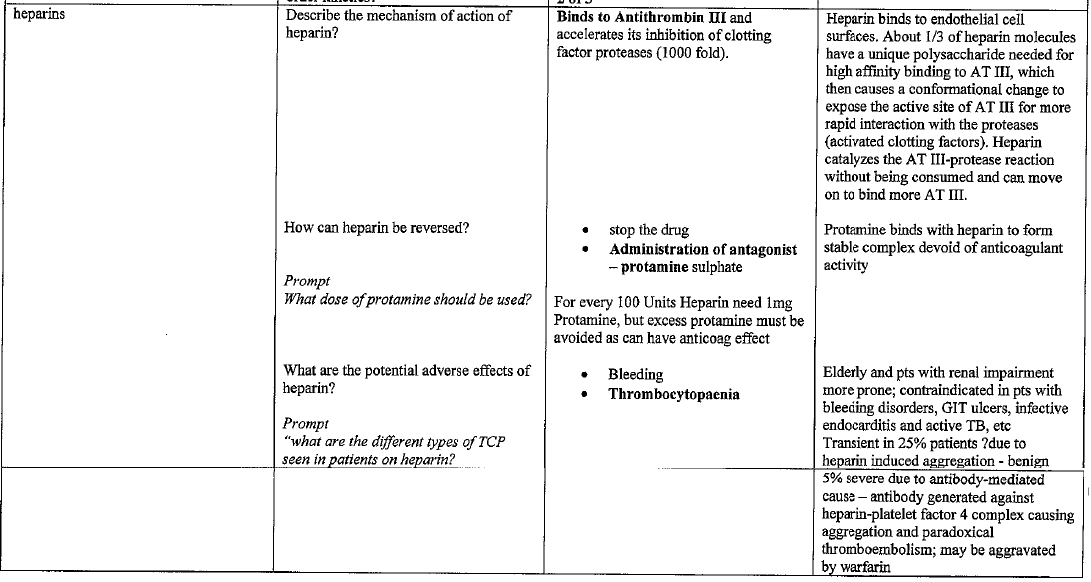 2 of 3
heparins
Describe the mechanism of action of
heparin?
Binds to Antithrombin III and
accelerates its inhibition of clotting
factor proteases (1000 fold).
Heparin binds to endothelial cell
surfaces. About 1/3 of heparin molecules
have a unique polysaccharide needed for
high affinity binding to AT III, which
then causes a conformational change to
expose the active site of AT III for more
rapid interaction with the proteases
(activated clotting factors). Heparin
catalyzes the AT III-protease reaction
without being consumed and can move
on to bind more AT III.
How can heparin be reversed?
Prompt
What dose of protamine should be used?
• stop the drug
• Administration of antagonist
– protamine sulphate
For every 100 Units Heparin need 1mg
Protamine, but excess protamine must be
avoided as can have anticoag effect
Protamine binds with heparin to form
stable complex devoid of anticoagulant
activity
What are the potential adverse effects of
heparin?
Prompt
“what are the different types of TCP
seen in patients on heparin?
• Bleeding
• Thrombocytopaenia
Elderly and pts with renal impairment
more prone; contraindicated in pts with
bleeding disorders, GIT ulcers, infective
endocarditis and active TB, etc
Transient in 25% patients ?due to
heparin induced aggregation - benign
5% severe due to antibody-mediated
cause – antibody generated against
heparin-platelet factor 4 complex causing
aggregation and paradoxical
thromboembolism; may be aggravated
by warfarin